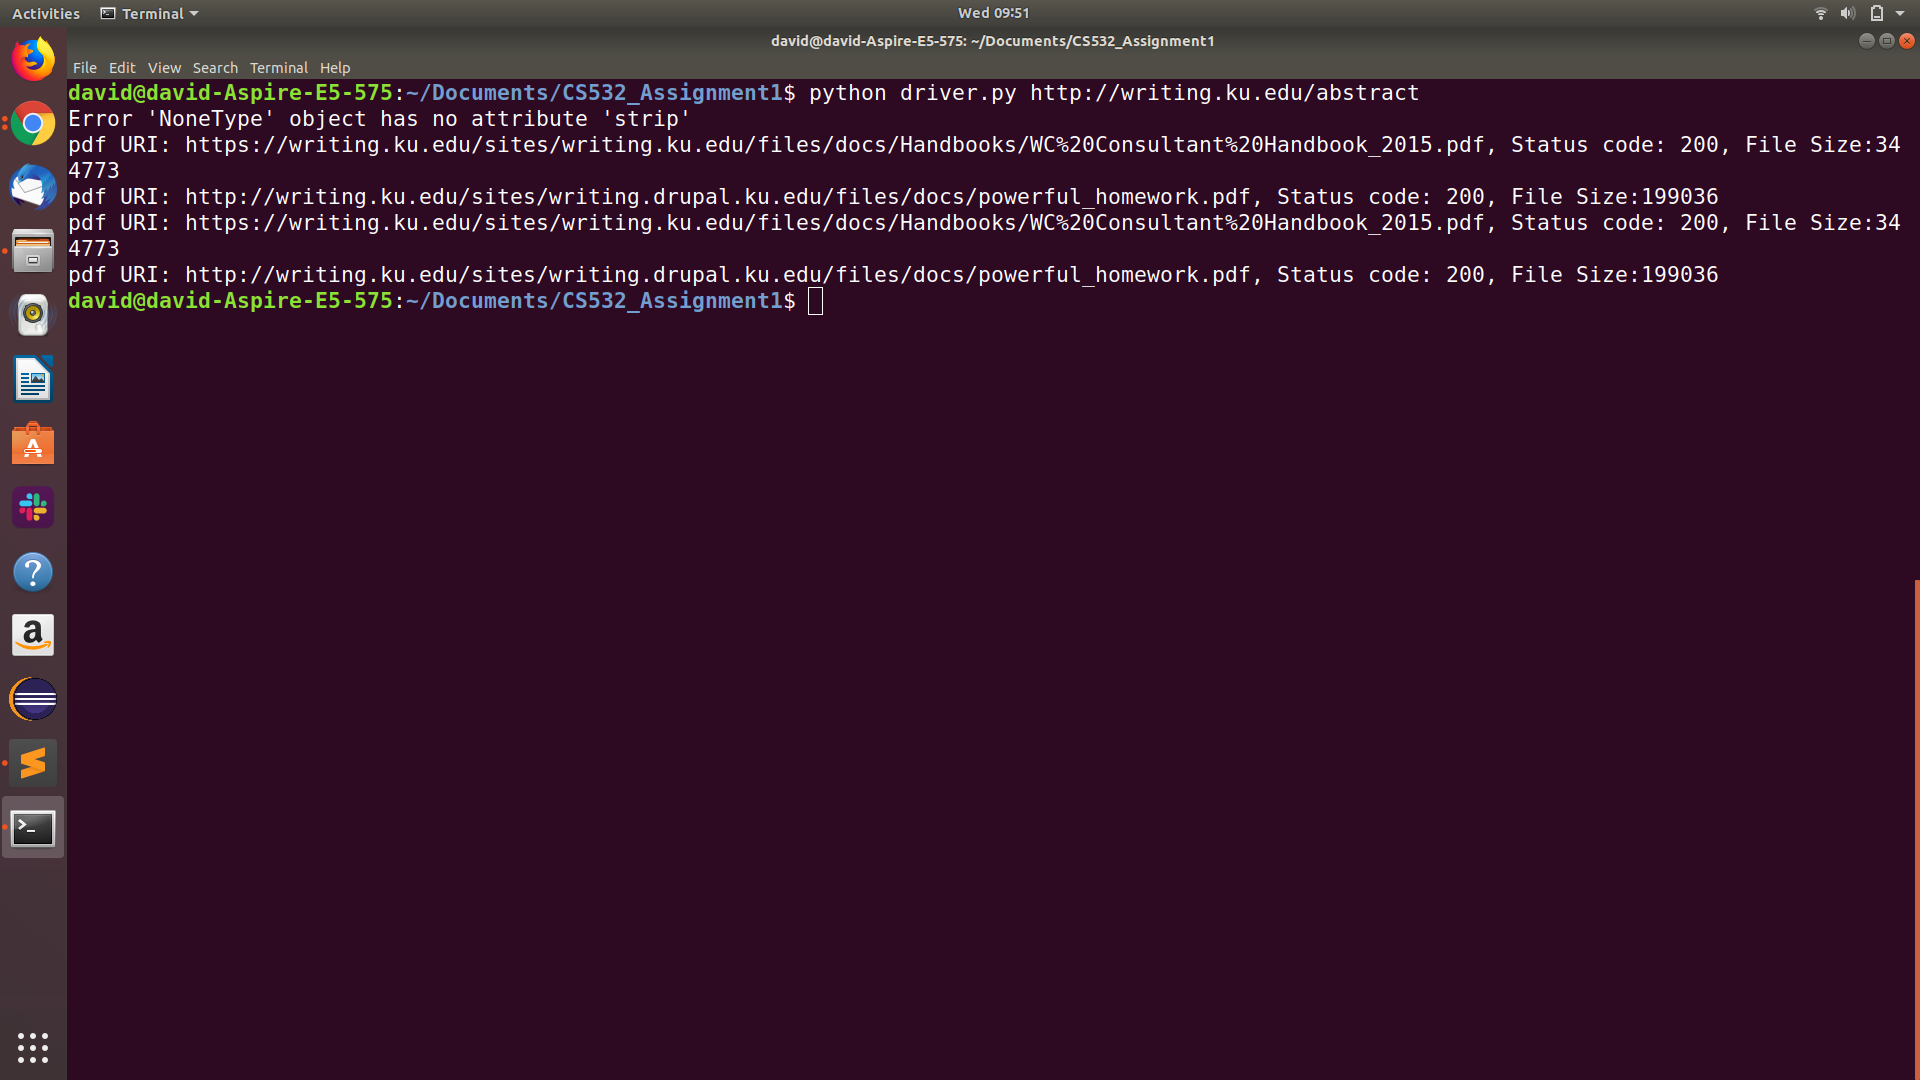 Activities Terminal Wed 09:51
david@david-Aspire-E5-575: ~/Documents/CS532_Assignment1
File Edit View Search Terminal Help
david@david-Aspire-E5-575:~/Documents/CS532_Assignment1$ python driver.py http://writing.ku.edu/abstract
Error 'NoneType' object has no attribute 'strip'
pdf URI: https://writing.ku.edu/sites/writing.ku.edu/files/docs/Handbooks/WC%20Consultant%20Handbook_2015.pdf, Status code: 200, File Size:34
4773
pdf URI: http://writing.ku.edu/sites/writing.drupal.ku.edu/files/docs/powerful_homework.pdf, Status code: 200, File Size:199036
pdf URI: https://writing.ku.edu/sites/writing.ku.edu/files/docs/Handbooks/WC%20Consultant%20Handbook_2015.pdf, Status code: 200, File Size:34
4773
pdf URI: http://writing.ku.edu/sites/writing.drupal.ku.edu/files/docs/powerful_homework.pdf, Status code: 200, File Size:199036
david@david-Aspire-E5-575:~/Documents/CS532_Assignment1$